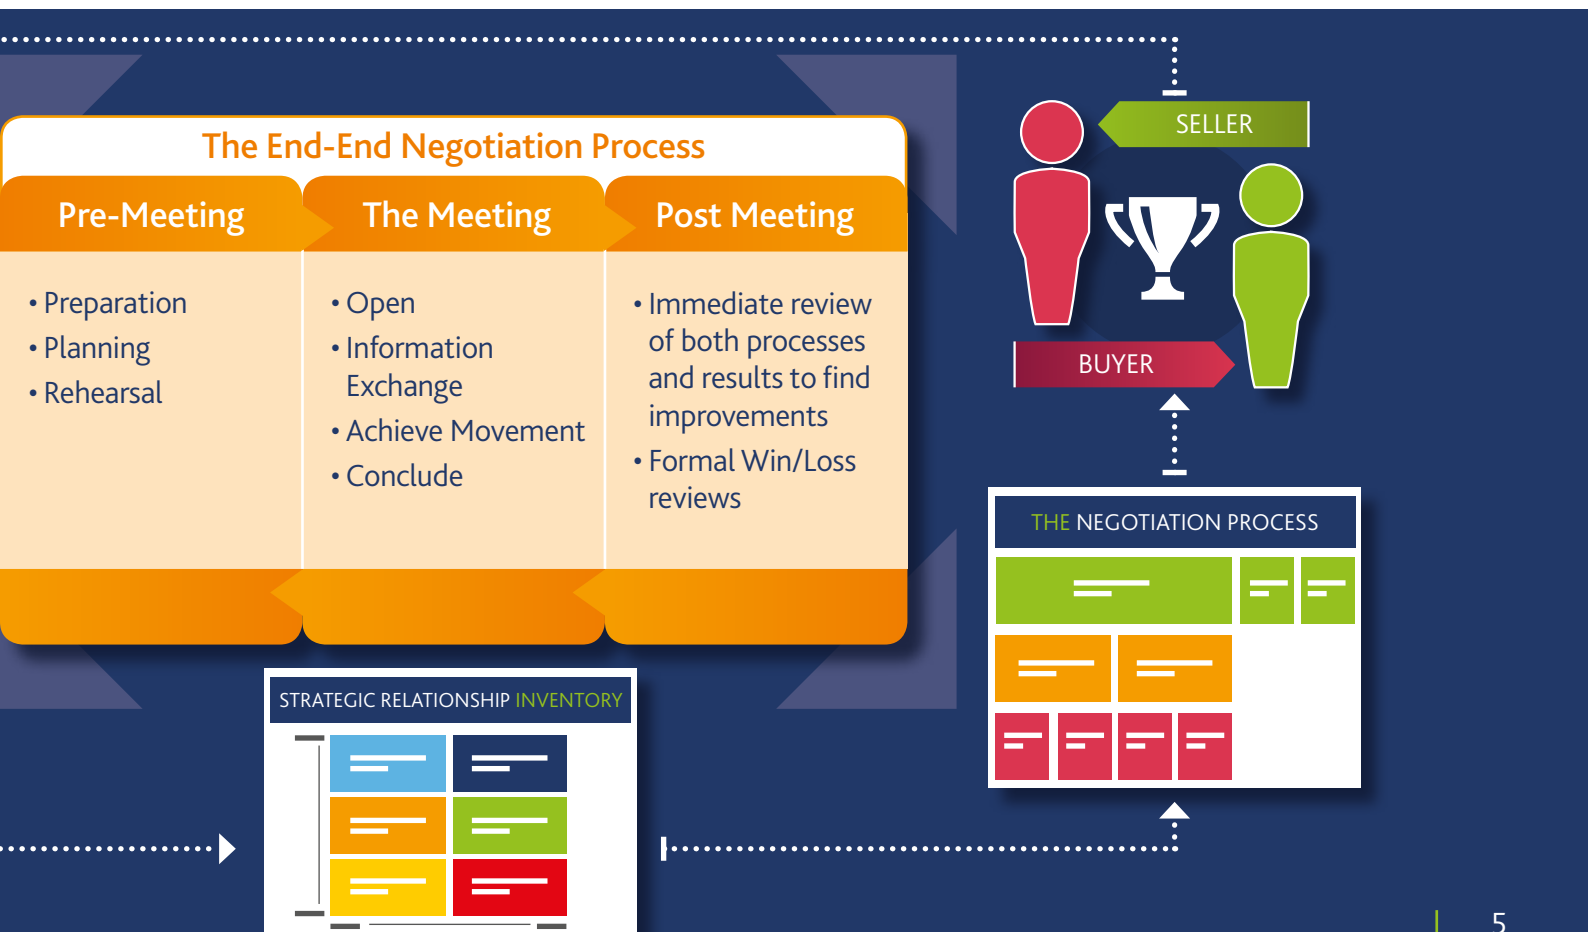 The End-End Negotiation Process
Pre-Meeting
• Preparation
• Planning
• Rehearsal
The Meeting
• Open
• Information
Exchange
• Achieve Movement
• Conclude
Post Meeting
• Immediate review
of both processes
and results to find
improvements
• Formal Win/Loss
reviews
SELLER
BUYER
THE NEGOTIATION PROCESS
STRATEGIC RELATIONSHIP INVENTORY
5